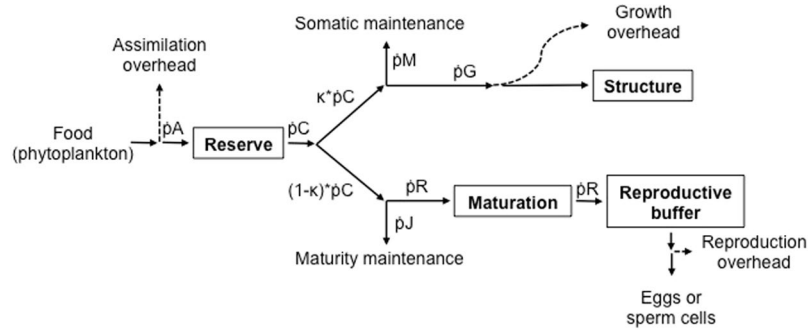 Somatic maintenance
Growth
overhead
Assimilation
overhead
ṗM
ṗG
Structure
κ*ṗC
Food
(phytoplankton)
ṗA
Reserve
ṗC
(1-κ)*ṗC
ṗR
Maturation
ṗR
Reproductive
buffer
ṗJ
Maturity maintenance
Reproduction
overhead
Eggs or
sperm cells